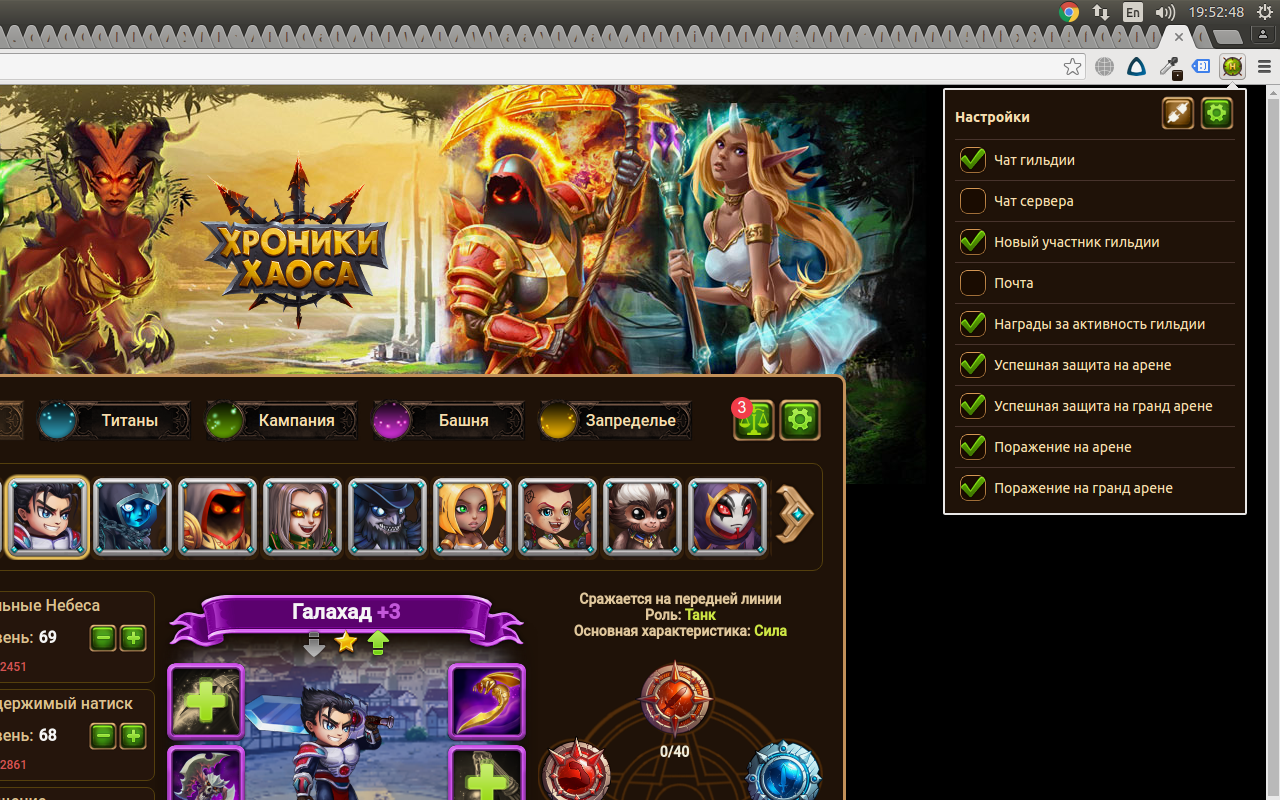 En
19:52:48
Настройки
Чат гильдии
Чат сервера
Новый участник гильдии
Почта
Награды за активность гильдии
Успешная защита на арене
Успешная защита на гранд арене
Поражение на арене
Поражение на гранд арене
ХРОНИКИ
ХАОСА
Титаны
Кампания
Башня
Запределье
3
льные Небеса
вень: 69
2451
держимый натиск
вень: 68
2861
Галахад +3
Сражается на передней линии
Роль: Танк
Основная характеристика: Сила
0/40